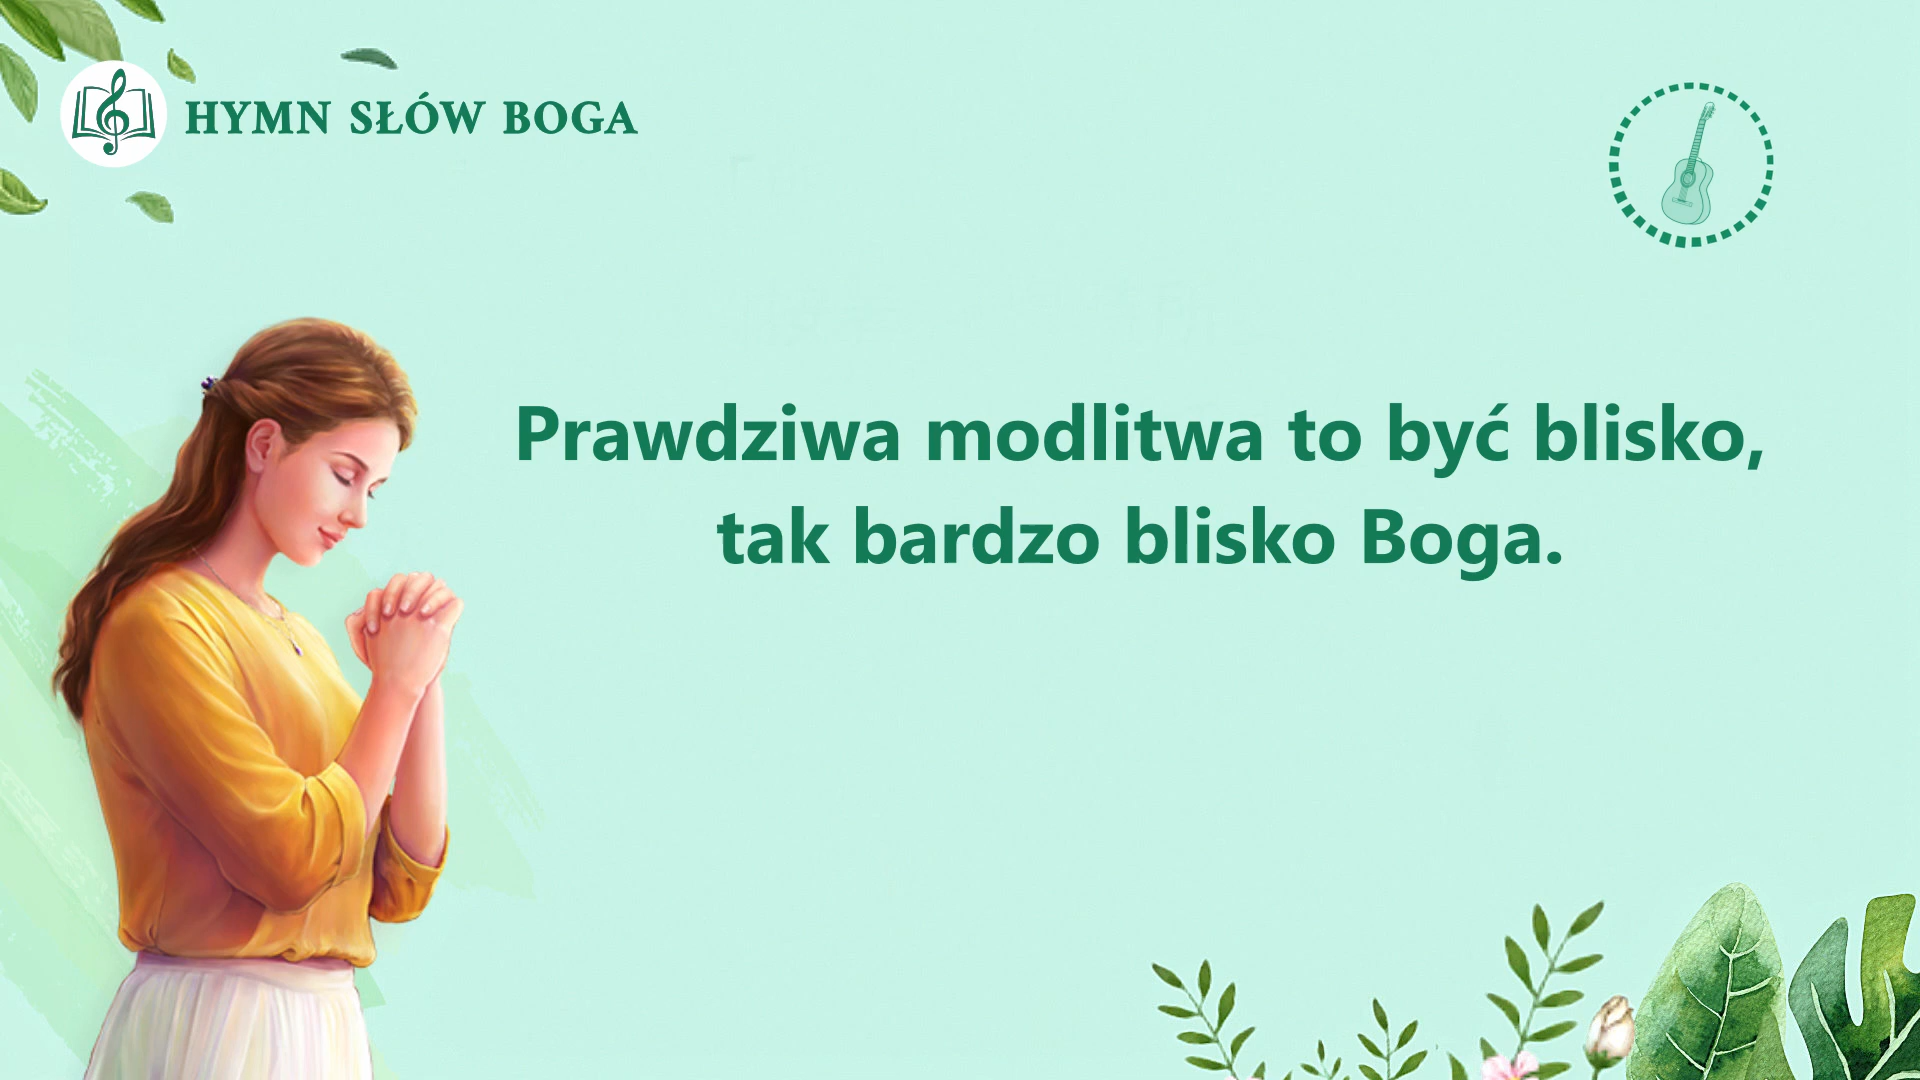 HYMN SŁÓW BOGA
Prawdziwa modlitwa to być blisko,
tak bardzo blisko Boga.